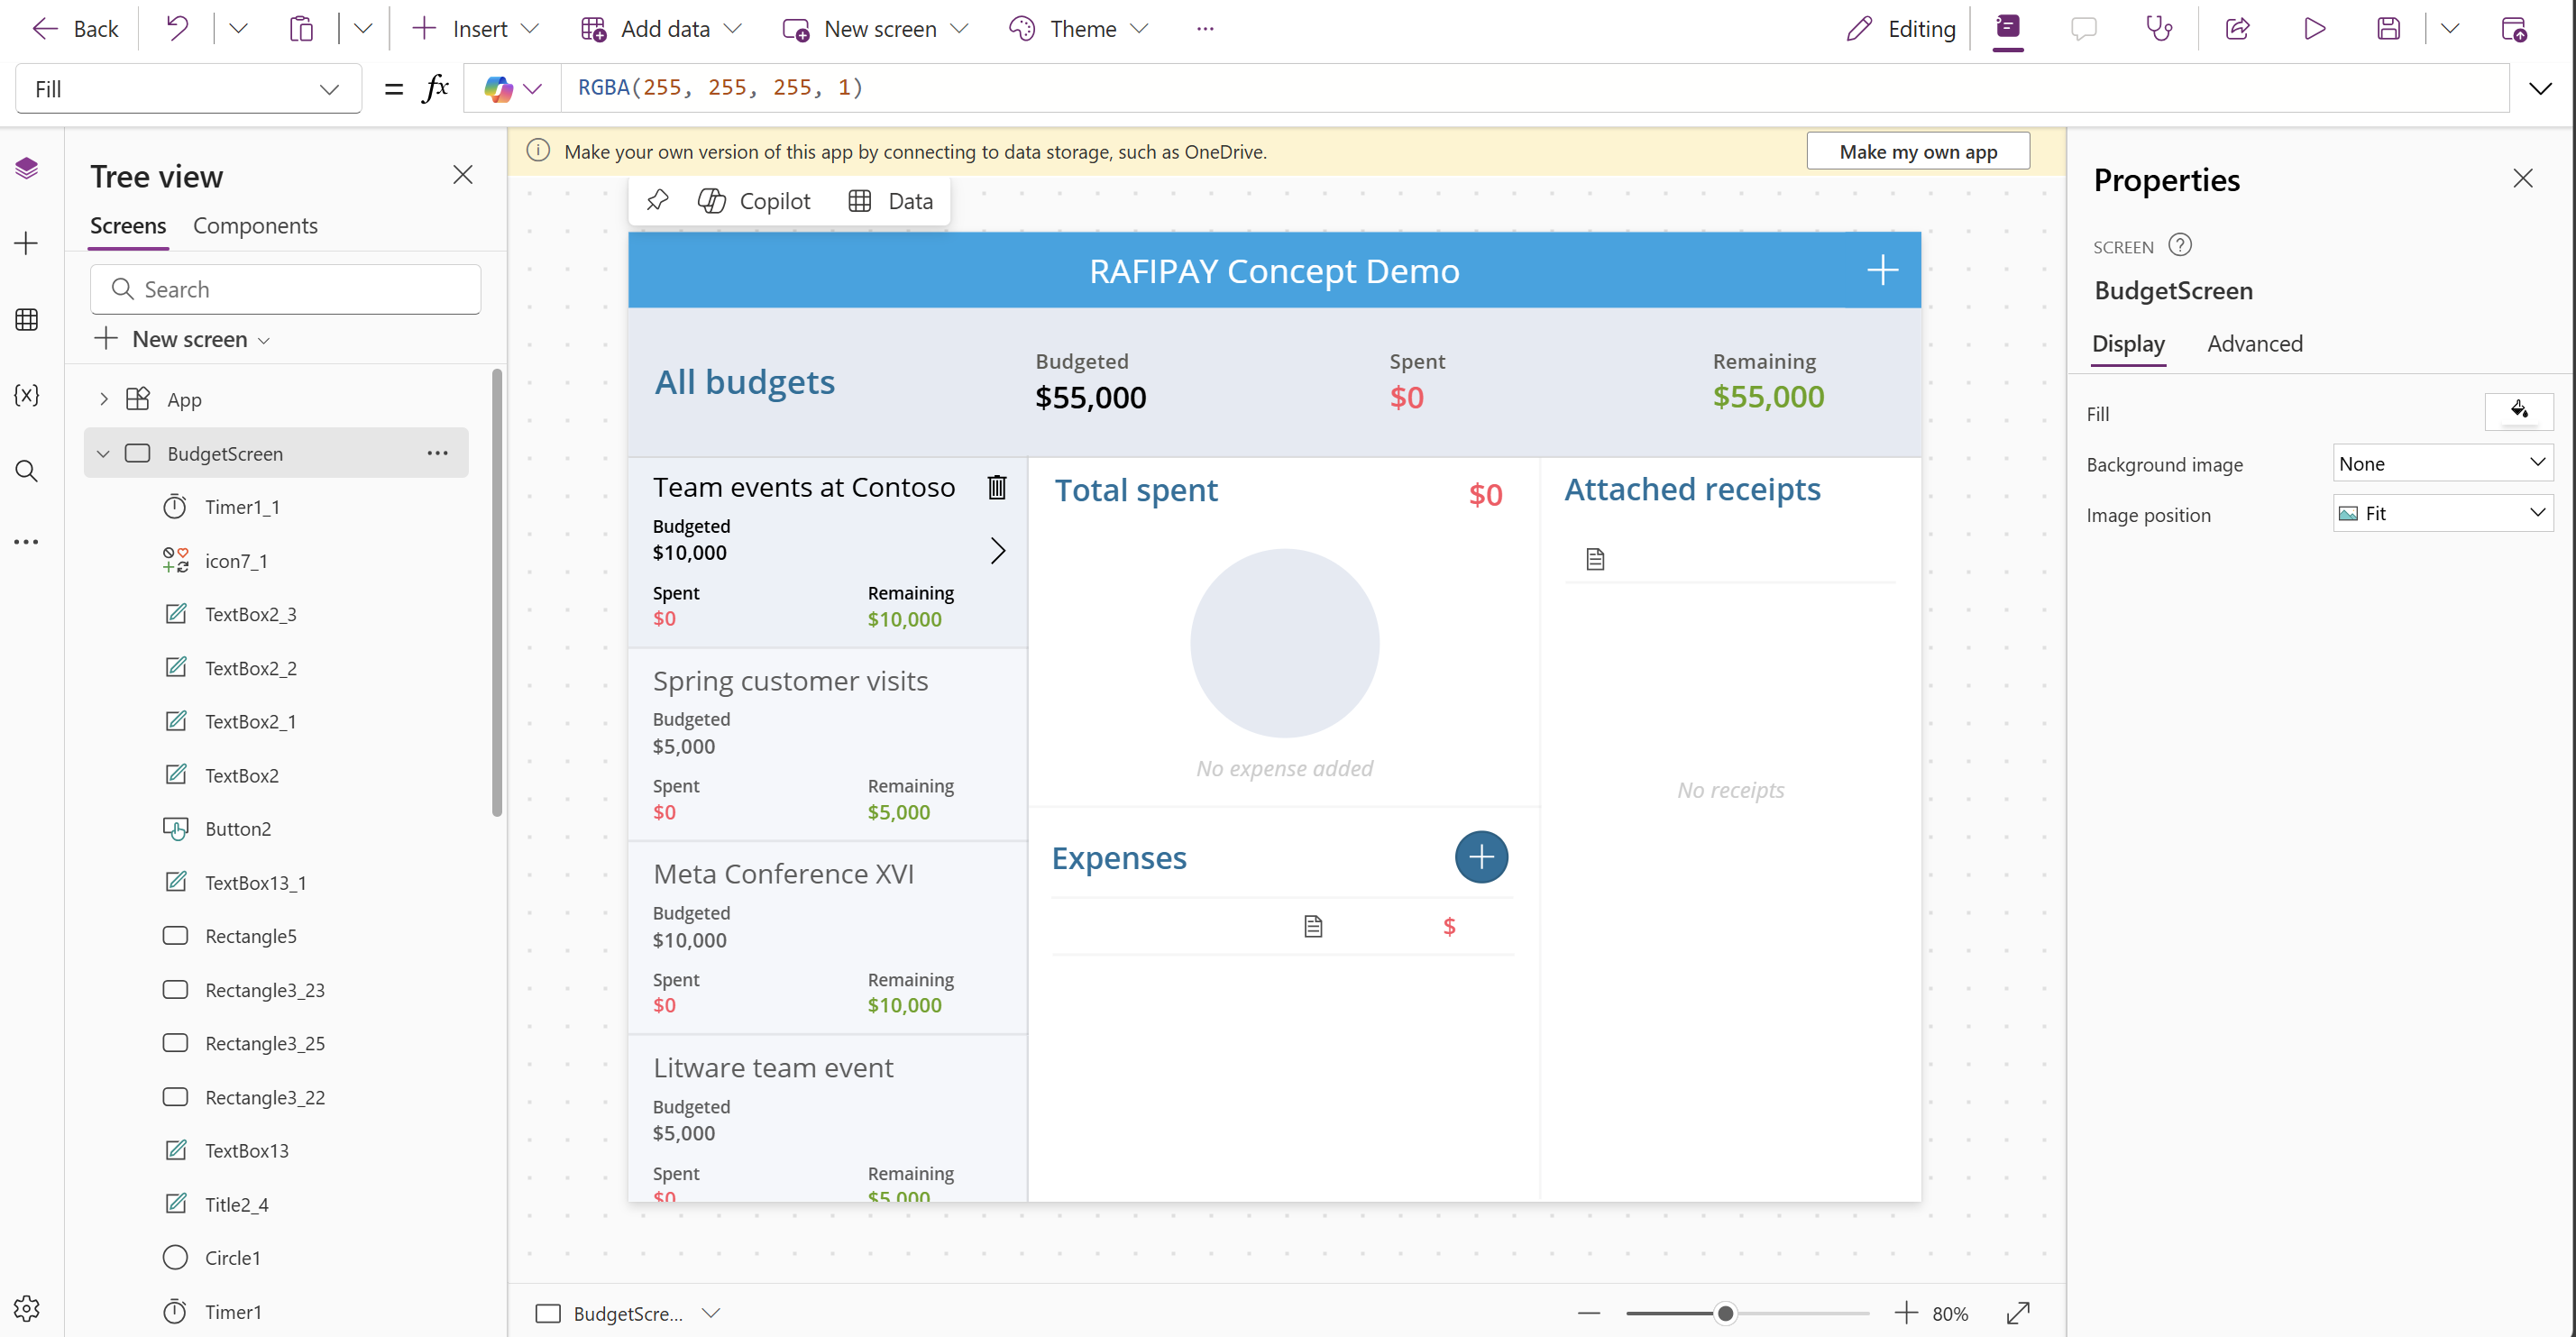 Back
Insert
Add data
New screen
Theme
Editing
Fill
= fx
RGBA(255, 255, 255, 1)
Make your own version of this app by connecting to data storage, such as OneDrive.
Make my own app
Tree view
Screens
Components
Search
New screen
App
BudgetScreen
Timer1_1
icon7_1
TextBox2_3
TextBox2_2
TextBox2_1
TextBox2
Button2
TextBox13_1
Rectangle5
Rectangle3_23
Rectangle3_25
Rectangle3_22
TextBox13
Title2_4
Circle1
Timer1
Copilot
Data
RAFIPAY Concept Demo
All budgets
Budgeted
$55,000
Spent
$0
Remaining
$55,000
Team events at Contoso
Budgeted
$10,000
Spent
Remaining
$0
$10,000
Spring customer visits
Budgeted
$5,000
Spent
Remaining
$0
$5,000
Meta Conference XVI
Budgeted
$10,000
Spent
Remaining
$0
$10,000
Litware team event
Budgeted
$5,000
Spent
Remaining
$0
$5,000
Total spent
$0
No expense added
Expenses
$
Attached receipts
No receipts
BudgetScre...
80%
Properties
SCREEN
BudgetScreen
Display
Advanced
Fill
Background image
None
Image position
Fit